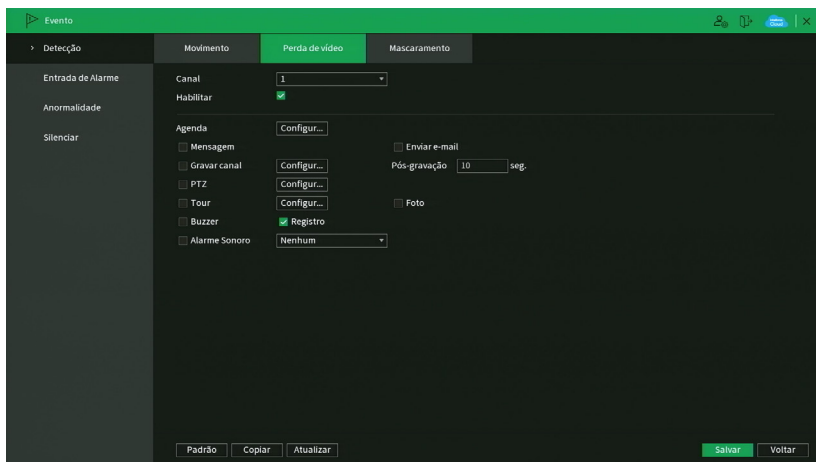 Evento
Detecção
Entrada de Alarme
Anormalidade
Silenciar
Movimento Perda de vídeo Mascaramento
Canal 1
Habilitar
Agenda Configur...
Mensagem Enviar e-mail
Gravar canal Configur... Pós-gravação 10 seg.
PTZ Configur...
Tour Configur... Foto
Buzzer Registro
Alarme Sonoro Nenhum
Padrão Copiar Atualizar Salvar Voltar